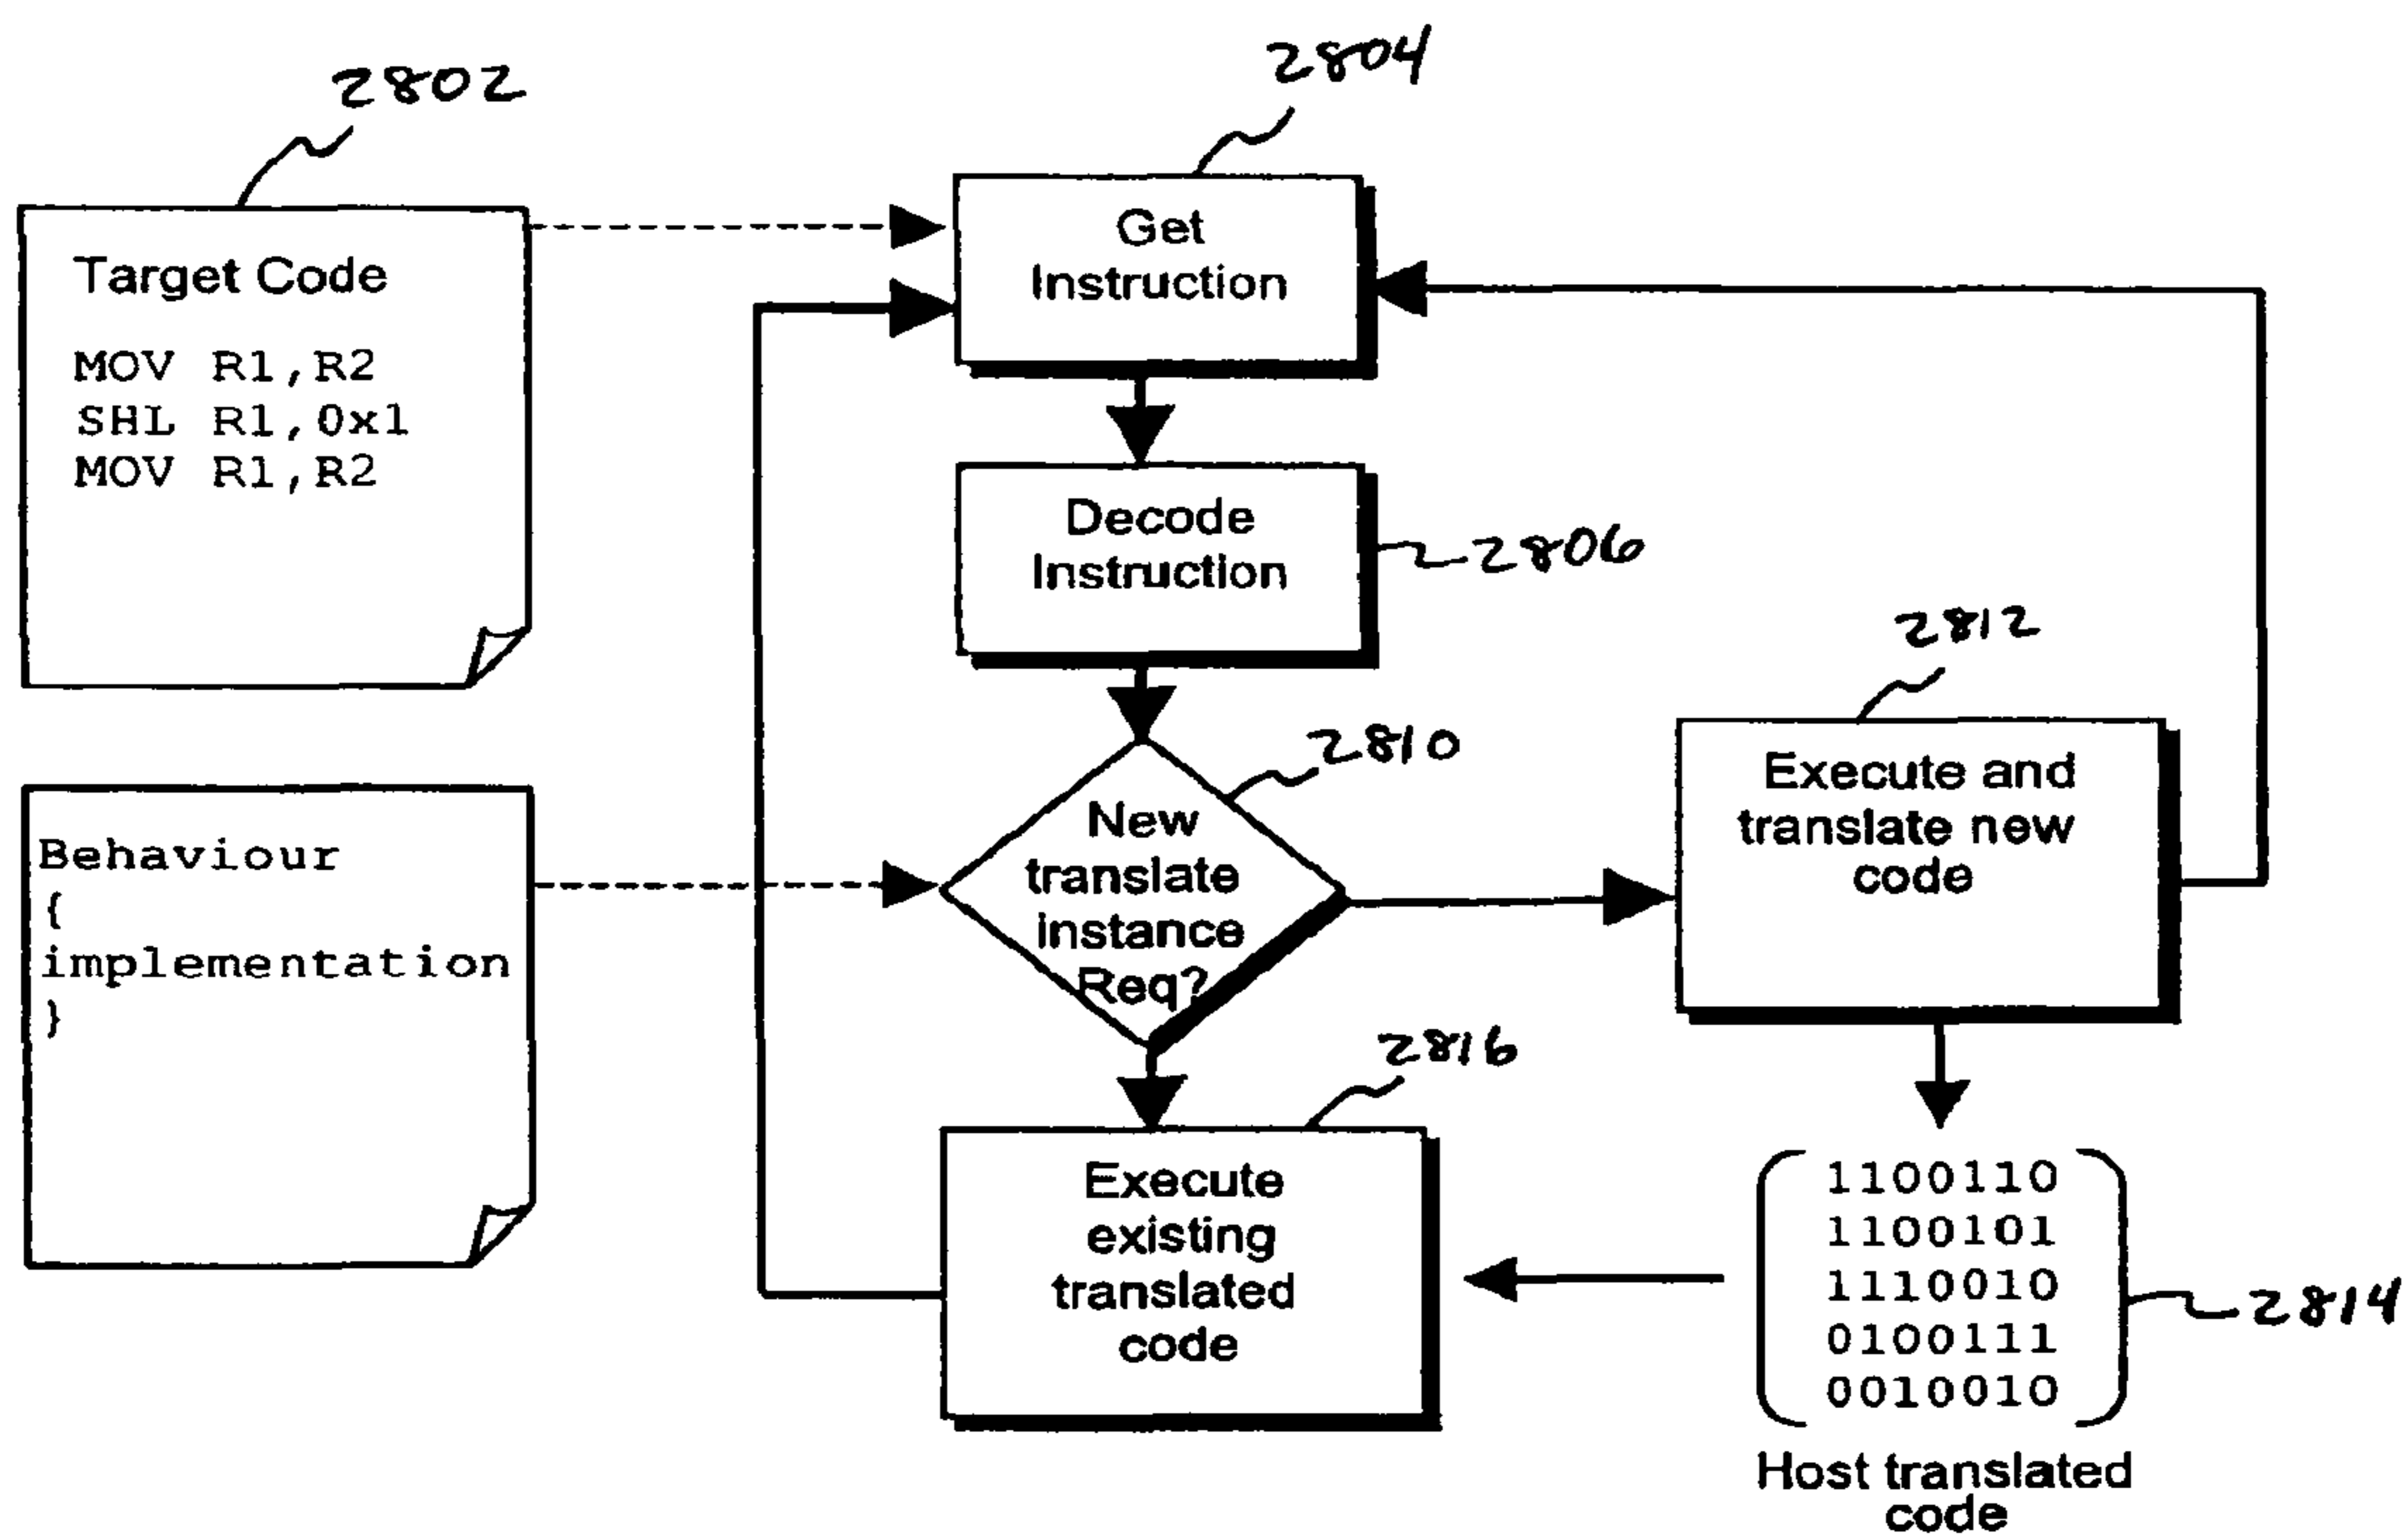 2802
2804
Target Code
MOV R1,R2
SHL R1,0x1
MOV R1,R2
Get
Instruction
Decode
Instruction
2806
2812
2810
Behaviour
{
implementation
}
New
translate
instance
Req?
Execute and
translate new
code
2816
Execute
existing
translated
code
1100110
1100101
1110010
0100111
0010010
2814
Host translated
code